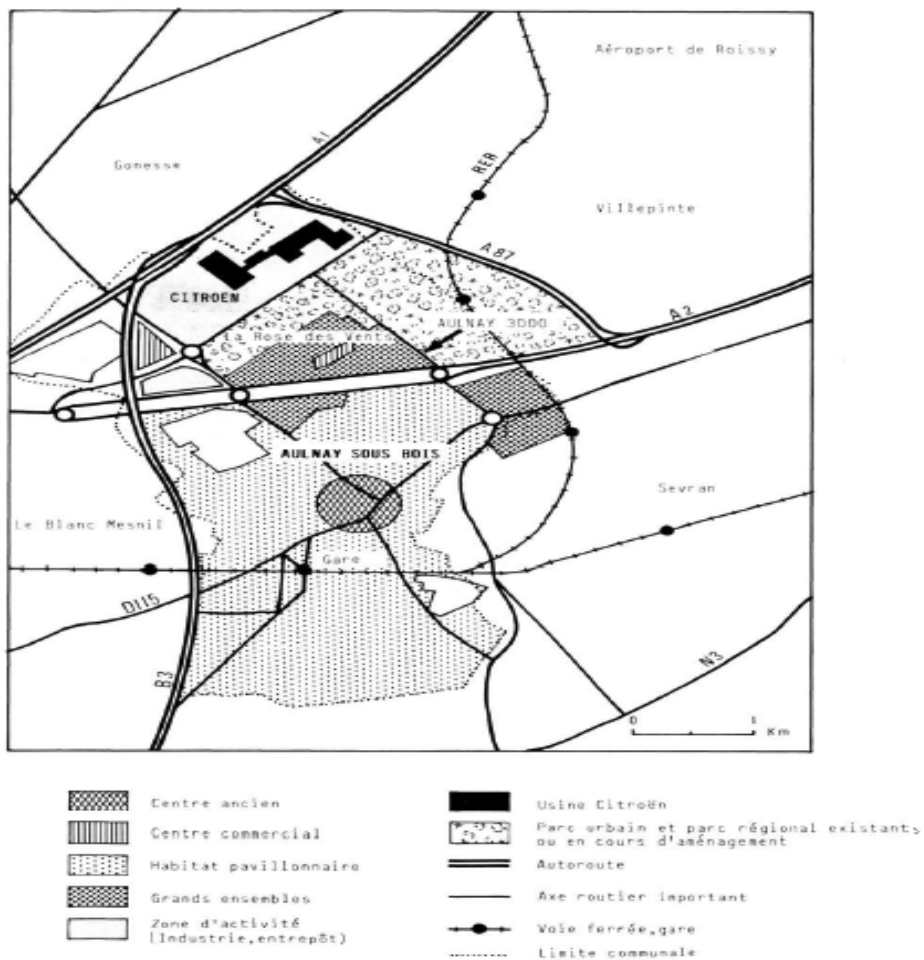 Aéroport de Roissy
A1
Gonesse
RER
Villepinte
A 87
CITROEN
AULNAY 3000
A 2
La Rose des Vents
AULNAY SOUS BOIS
Sevran
Le Blanc Mesnil
Gare
D115
B3
N3
0 1
Km
Centre ancien
Centre commercial
Habitat pavillonnaire
Grands ensembles
Zone d'activité
(Industrie,entrepôt)
Usine Citroën
Parc urbain et parc régional existants
ou en cours d'aménagement
Autoroute
Axe routier important
Voie ferrée,gare
Limite communale